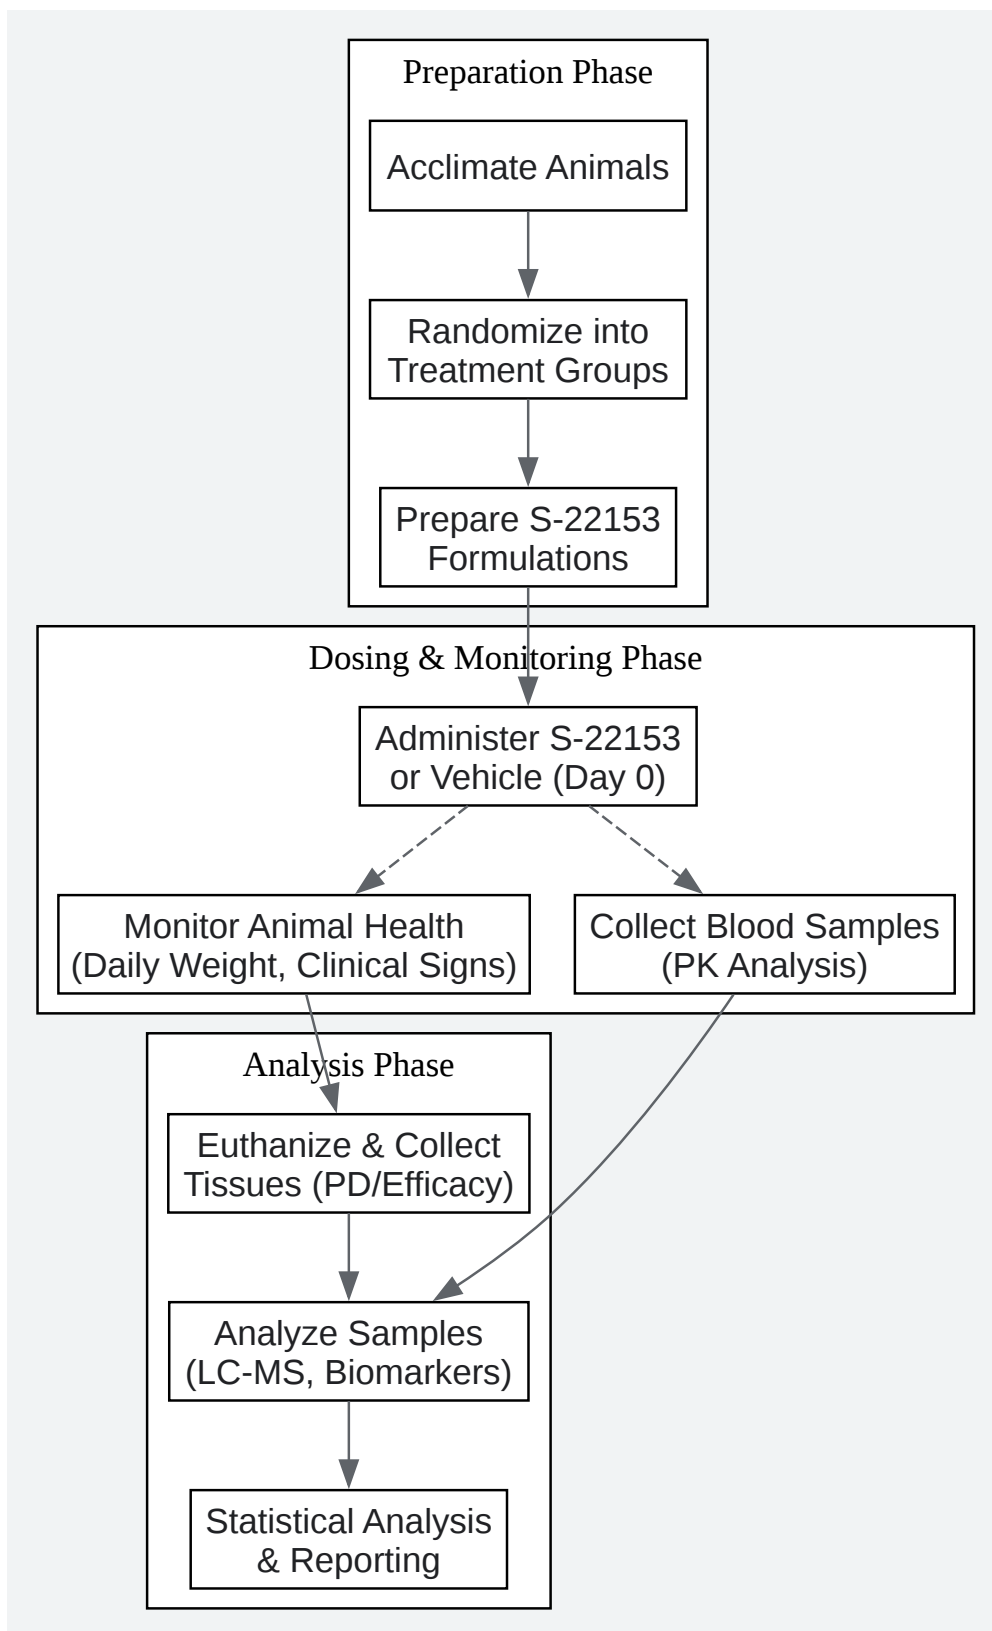 Preparation Phase
Acclimate Animals
Randomize into
Treatment Groups
Prepare S-22153
Formulations
Dosing & Monitoring Phase
Administer S-22153
or Vehicle (Day 0)
Monitor Animal Health
(Daily Weight, Clinical Signs)
Collect Blood Samples
(PK Analysis)
Analysis Phase
Euthanize & Collect
Tissues (PD/Efficacy)
Analyze Samples
(LC-MS, Biomarkers)
Statistical Analysis
& Reporting